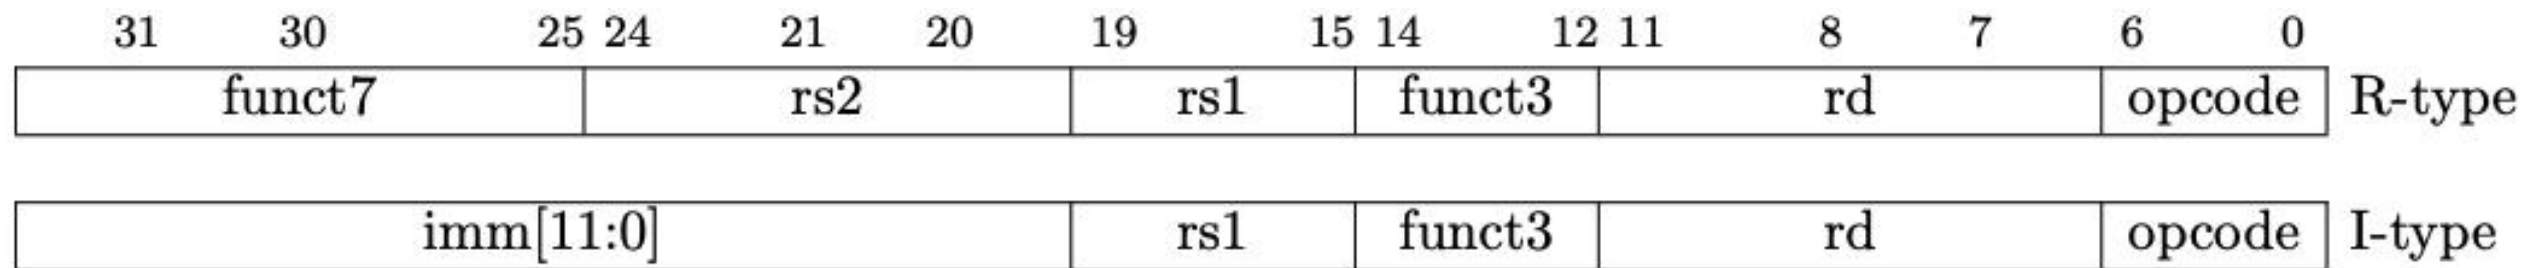 31 30 25 24 21 20 19 15 14 12 11 8 7 6 0
funct7 rs2 rs1 funct3 rd opcode R-type
imm[11:0] rs1 funct3 rd opcode I-type